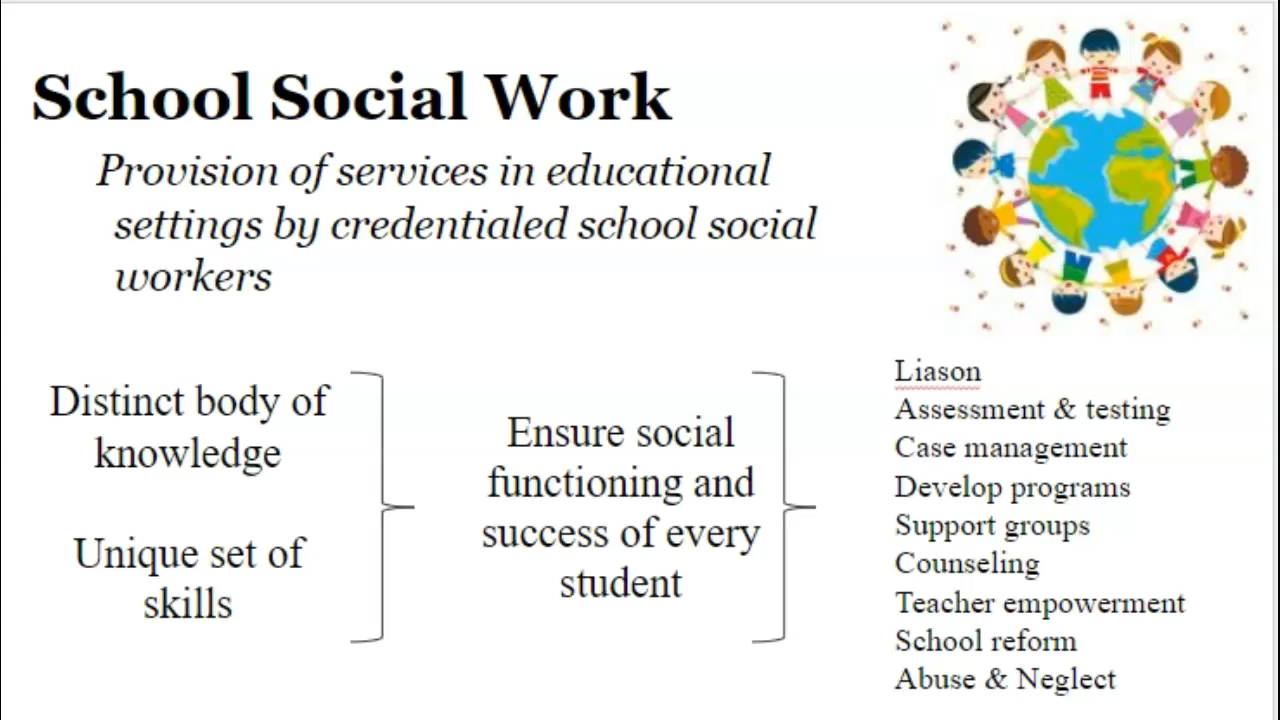 School Social Work
Provision of services in educational
settings by credentialed school social
workers
Distinct body of
knowledge
Unique set of
skills
Ensure social
functioning and
success of every
student
Liason
Assessment & testing
Case management
Develop programs
Support groups
Counseling
Teacher empowerment
School reform
Abuse & Neglect